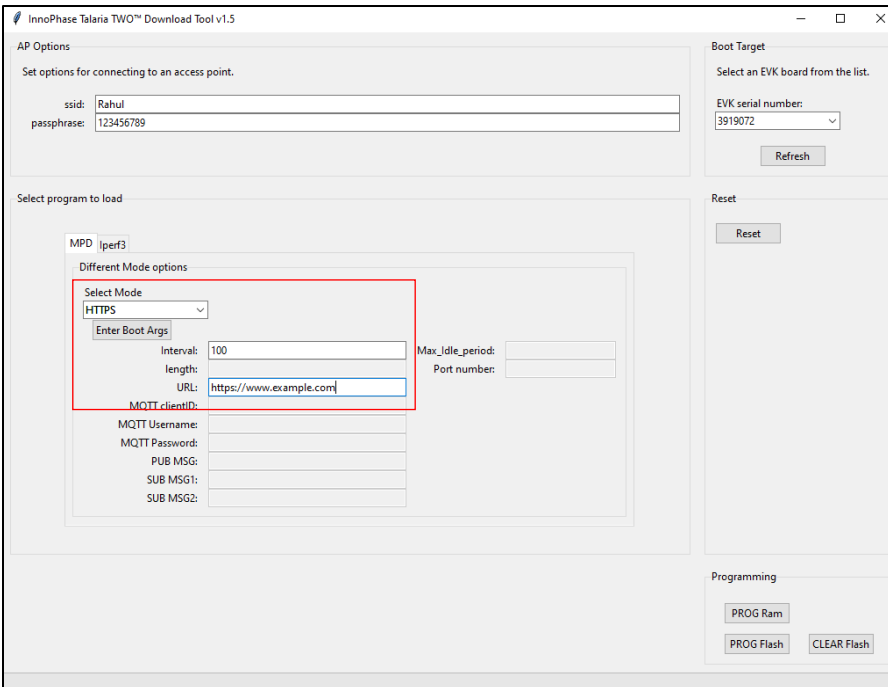 InnoPhase Talaria TWO™ Download Tool v1.5
AP Options
Set options for connecting to an access point.
ssid: Rahul
passphrase: 123456789
Boot Target
Select an EVK board from the list.
EVK serial number:
3919072
Refresh
Select program to load
MPD Iperf3
Different Mode options
Select Mode
HTTPS
Enter Boot Args
Interval: 100 Max_Idle_period:
length: Port number:
URL: https://www.example.com
MQTT clientID:
MQTT Username:
MQTT Password:
PUB MSG:
SUB MSG1:
SUB MSG2:
Reset
Reset
Programming
PROG Ram
PROG Flash CLEAR Flash